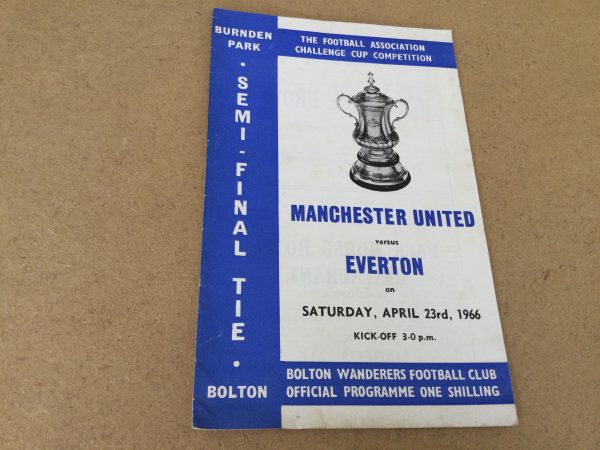 BURNDEN
PARK
• SEMI-FINAL TIE •
BOLTON
THE FOOTBALL ASSOCIATION
CHALLENGE CUP COMPETITION
MANCHESTER UNITED
versus
EVERTON
on
SATURDAY, APRIL 23rd, 1966
KICK-OFF 3-0 p.m.
BOLTON WANDERERS FOOTBALL CLUB
OFFICIAL PROGRAMME ONE SHILLING